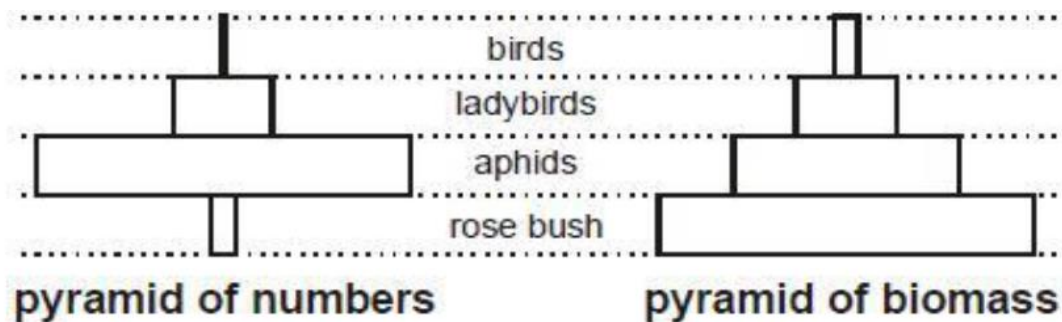 birds
ladybirds
aphids
rose bush
pyramid of numbers
pyramid of biomass